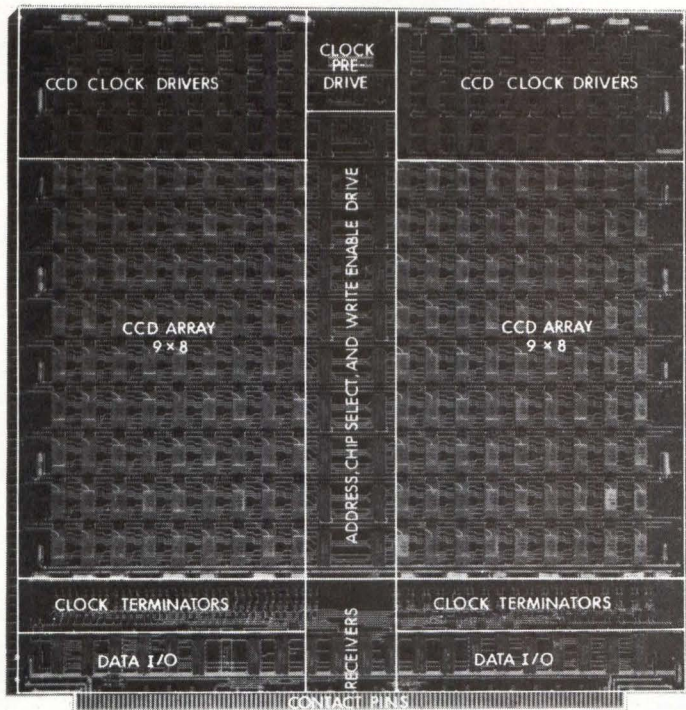 CCD CLOCK DRIVERS
CLOCK
PRE
DRIVE
CCD CLOCK DRIVERS
ADDRESS, CHIP SELECT, AND WRITE ENABLE DRIVE
CCD ARRAY
9 × 8
CCD ARRAY
9 × 8
CLOCK TERMINATORS
CLOCK TERMINATORS
RECEIVERS
DATA I/O
DATA I/O
CONTACT PINS